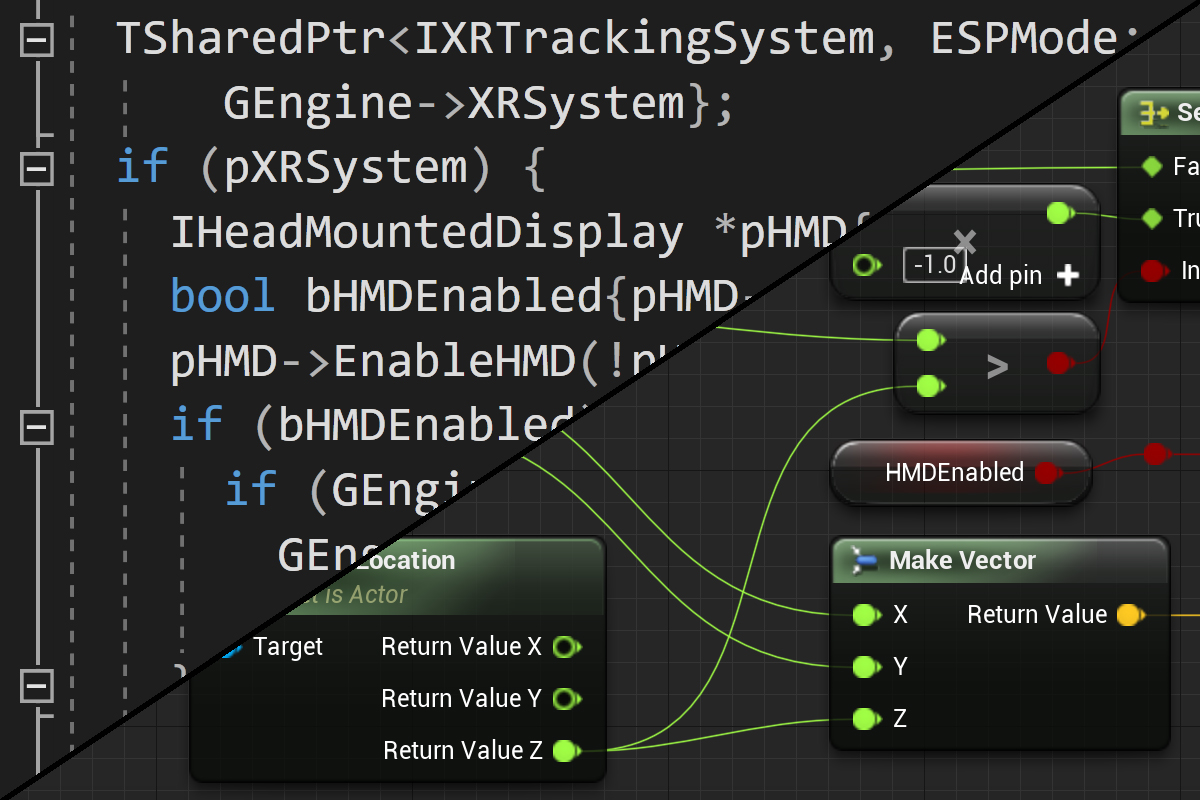 TSharedPtr<IXRTrackingSystem, ESPMode:
GEngine->XRSystem};
if (pXRSystem) {
IHeadMountedDisplay *pHMD{
bool bHMDEnabled{pHMD-
pHMD->EnableHMD(!pH
if (bHMDEnabled)
if (GEngi
GEng
}
Se
Fa
Tru
In
-1.0
×
Add pin +
>
HMDEnabled
Location
t is Actor
Target
Return Value X
Return Value Y
Return Value Z
Make Vector
X
Return Value
Y
Z